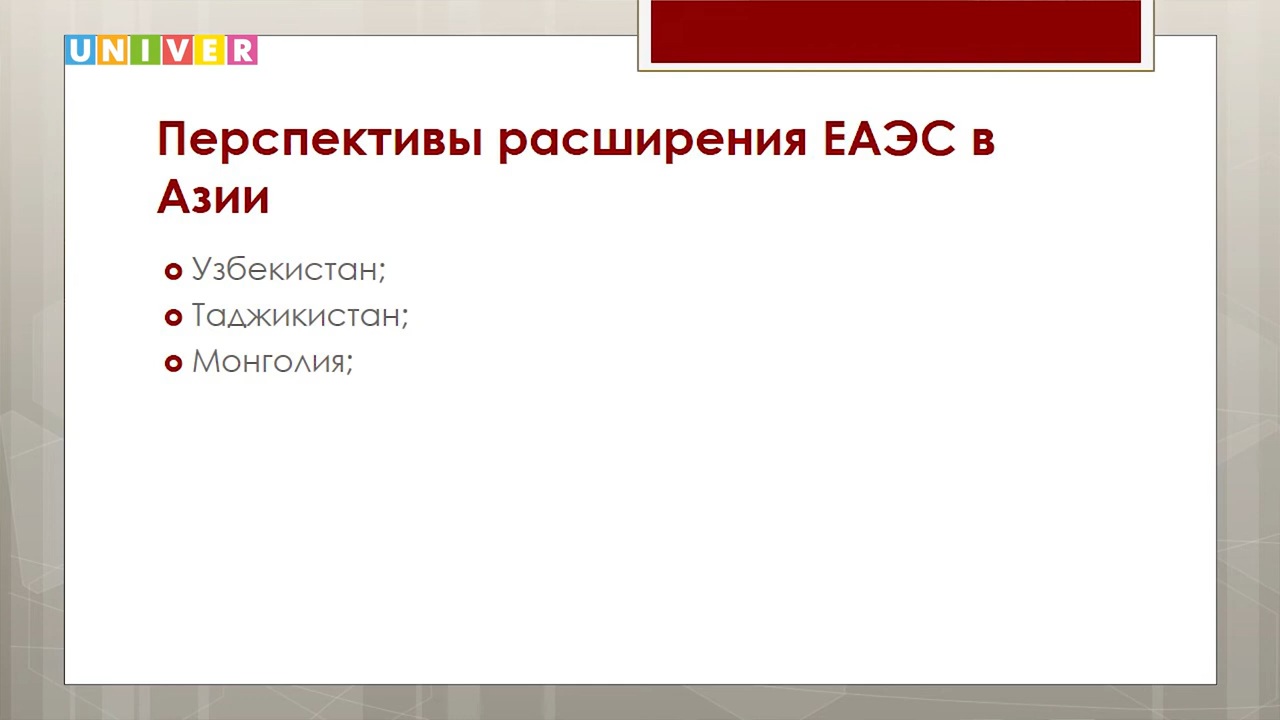 UNIVER
Перспективы расширения ЕАЭС в
Азии
Узбекистан;
Таджикистан;
Монголия;